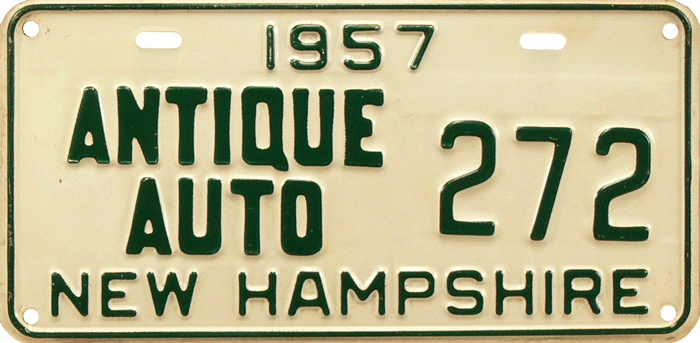 1957
ANTIQUE 272
AUTO
NEW HAMPSHIRE